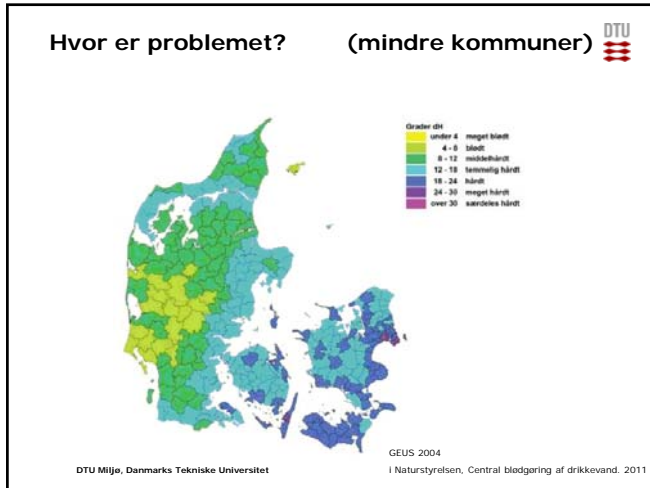 Hvor er problemet? (mindre kommuner)
DTU
Grader dH
under 4 meget blødt
4 - 8 blødt
8 - 12 middelhårdt
12 - 18 temmelig hårdt
18 - 24 hårdt
24 - 30 meget hårdt
over 30 særdeles hårdt
GEUS 2004
DTU Miljø, Danmarks Tekniske Universitet
i Naturstyrelsen, Central blødgøring af drikkevand. 2011